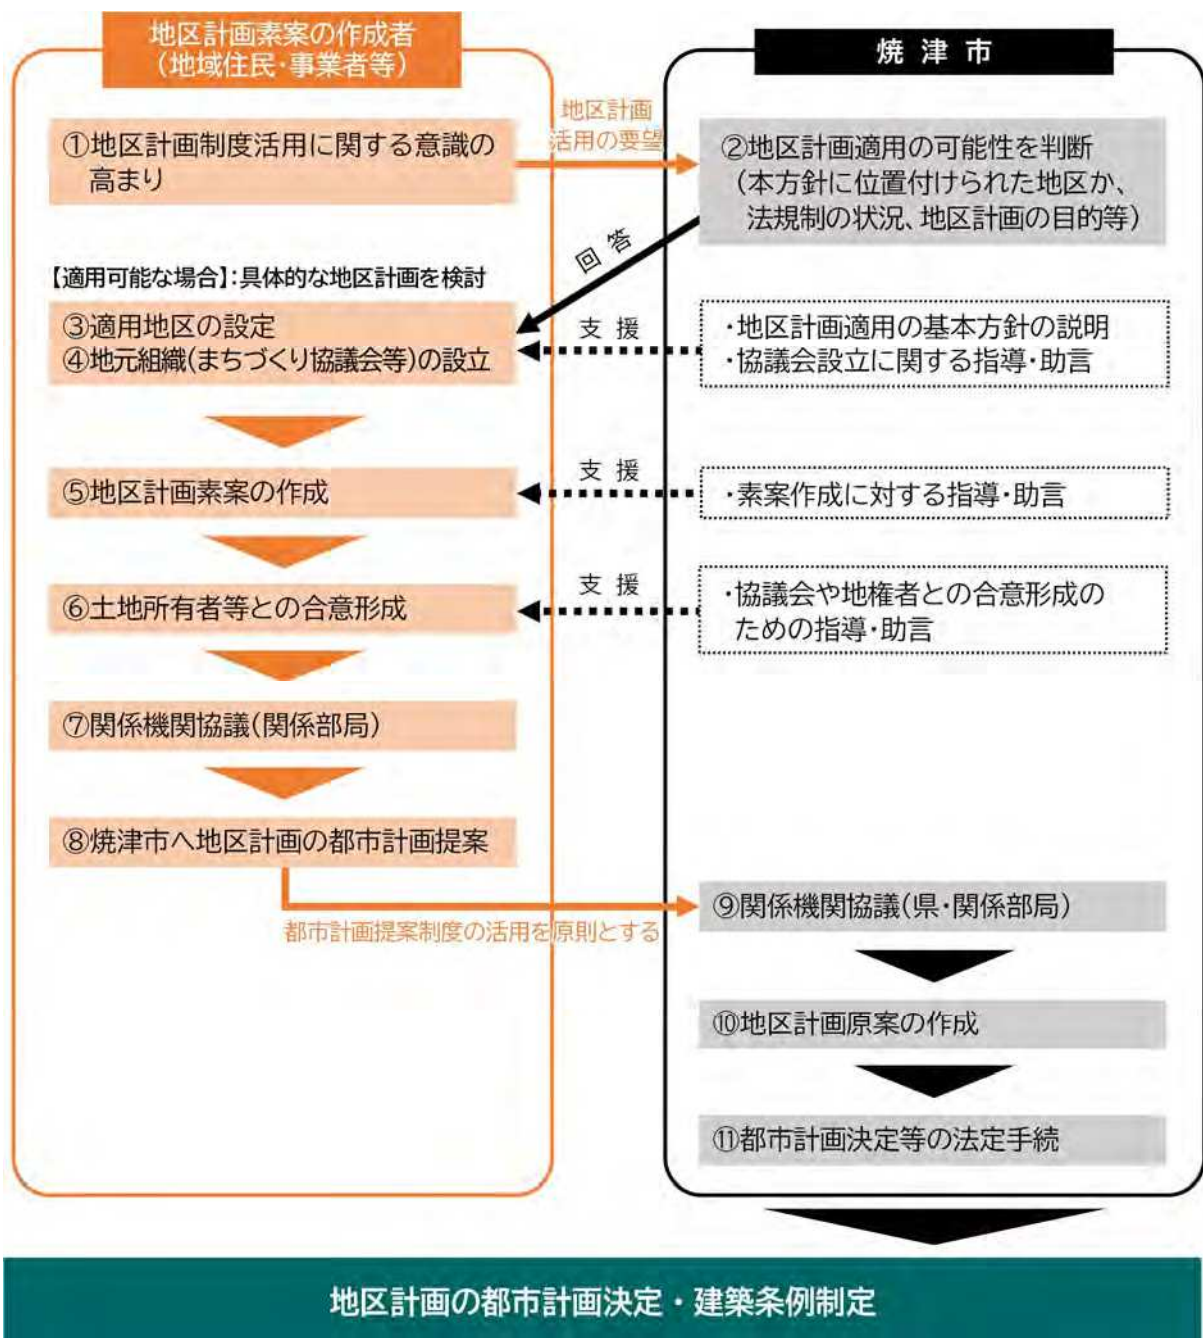 地区計画素案の作成者
(地域住民・事業者等)
焼津市
地区計画
活用の要望
①地区計画制度活用に関する意識の
高まり
②地区計画適用の可能性を判断
(本方針に位置付けられた地区か、
法規制の状況、地区計画の目的等)
回答
【適用可能な場合】:具体的な地区計画を検討
③適用地区の設定
④地元組織(まちづくり協議会等)の設立
支援
・地区計画適用の基本方針の説明
・協議会設立に関する指導・助言
⑤地区計画素案の作成
支援
・素案作成に対する指導・助言
⑥土地所有者等との合意形成
支援
・協議会や地権者との合意形成の
ための指導・助言
⑦関係機関協議(関係部局)
⑧焼津市へ地区計画の都市計画提案
都市計画提案制度の活用を原則とする
⑨関係機関協議(県・関係部局)
⑩地区計画原案の作成
⑪都市計画決定等の法定手続
地区計画の都市計画決定・建築条例制定